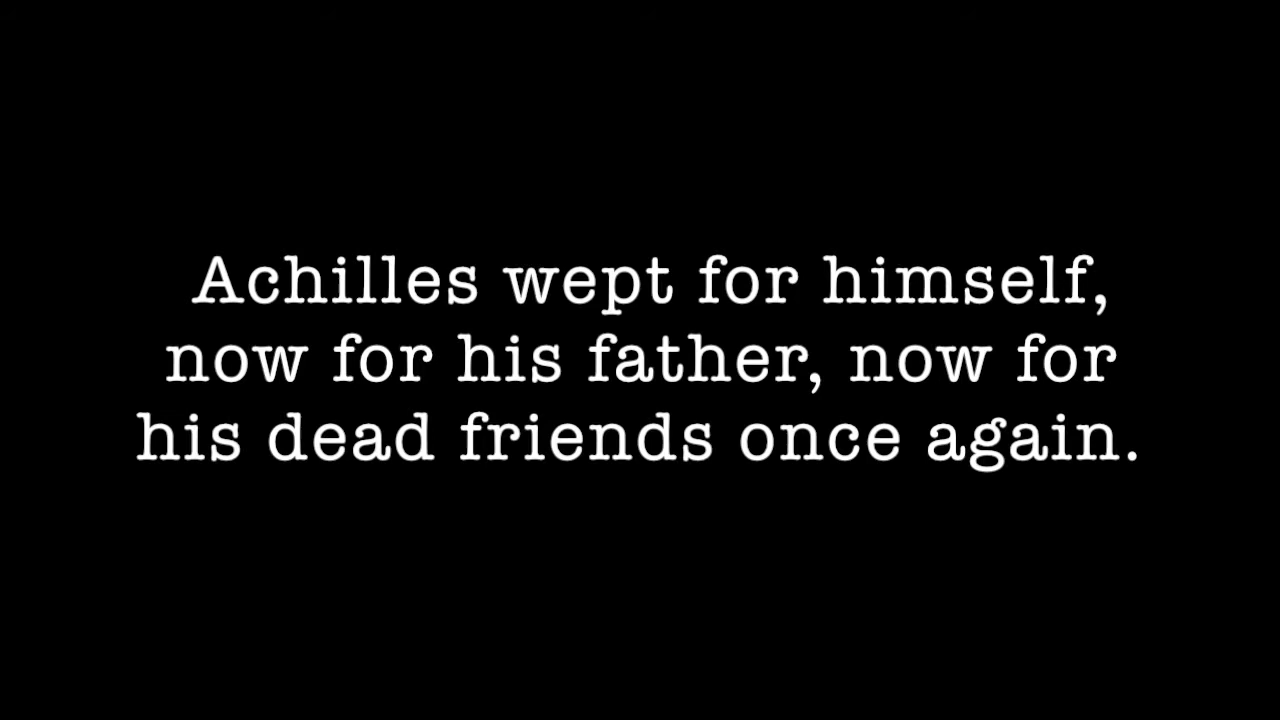 Achilles wept for himself,
now for his father, now for
his dead friends once again.